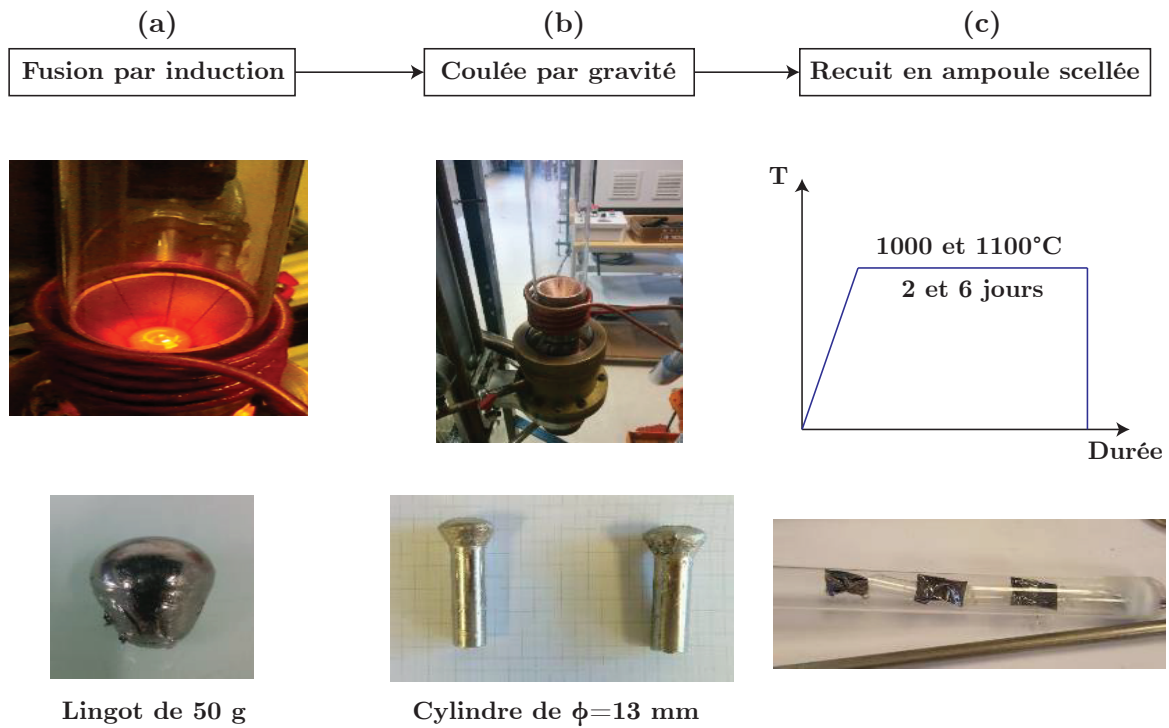 (a)
(b)
(c)
Fusion par induction
Coulée par gravité
Recuit en ampoule scellée
T
1000 et 1100°C
2 et 6 jours
Durée
Lingot de 50 g
Cylindre de ϕ=13 mm